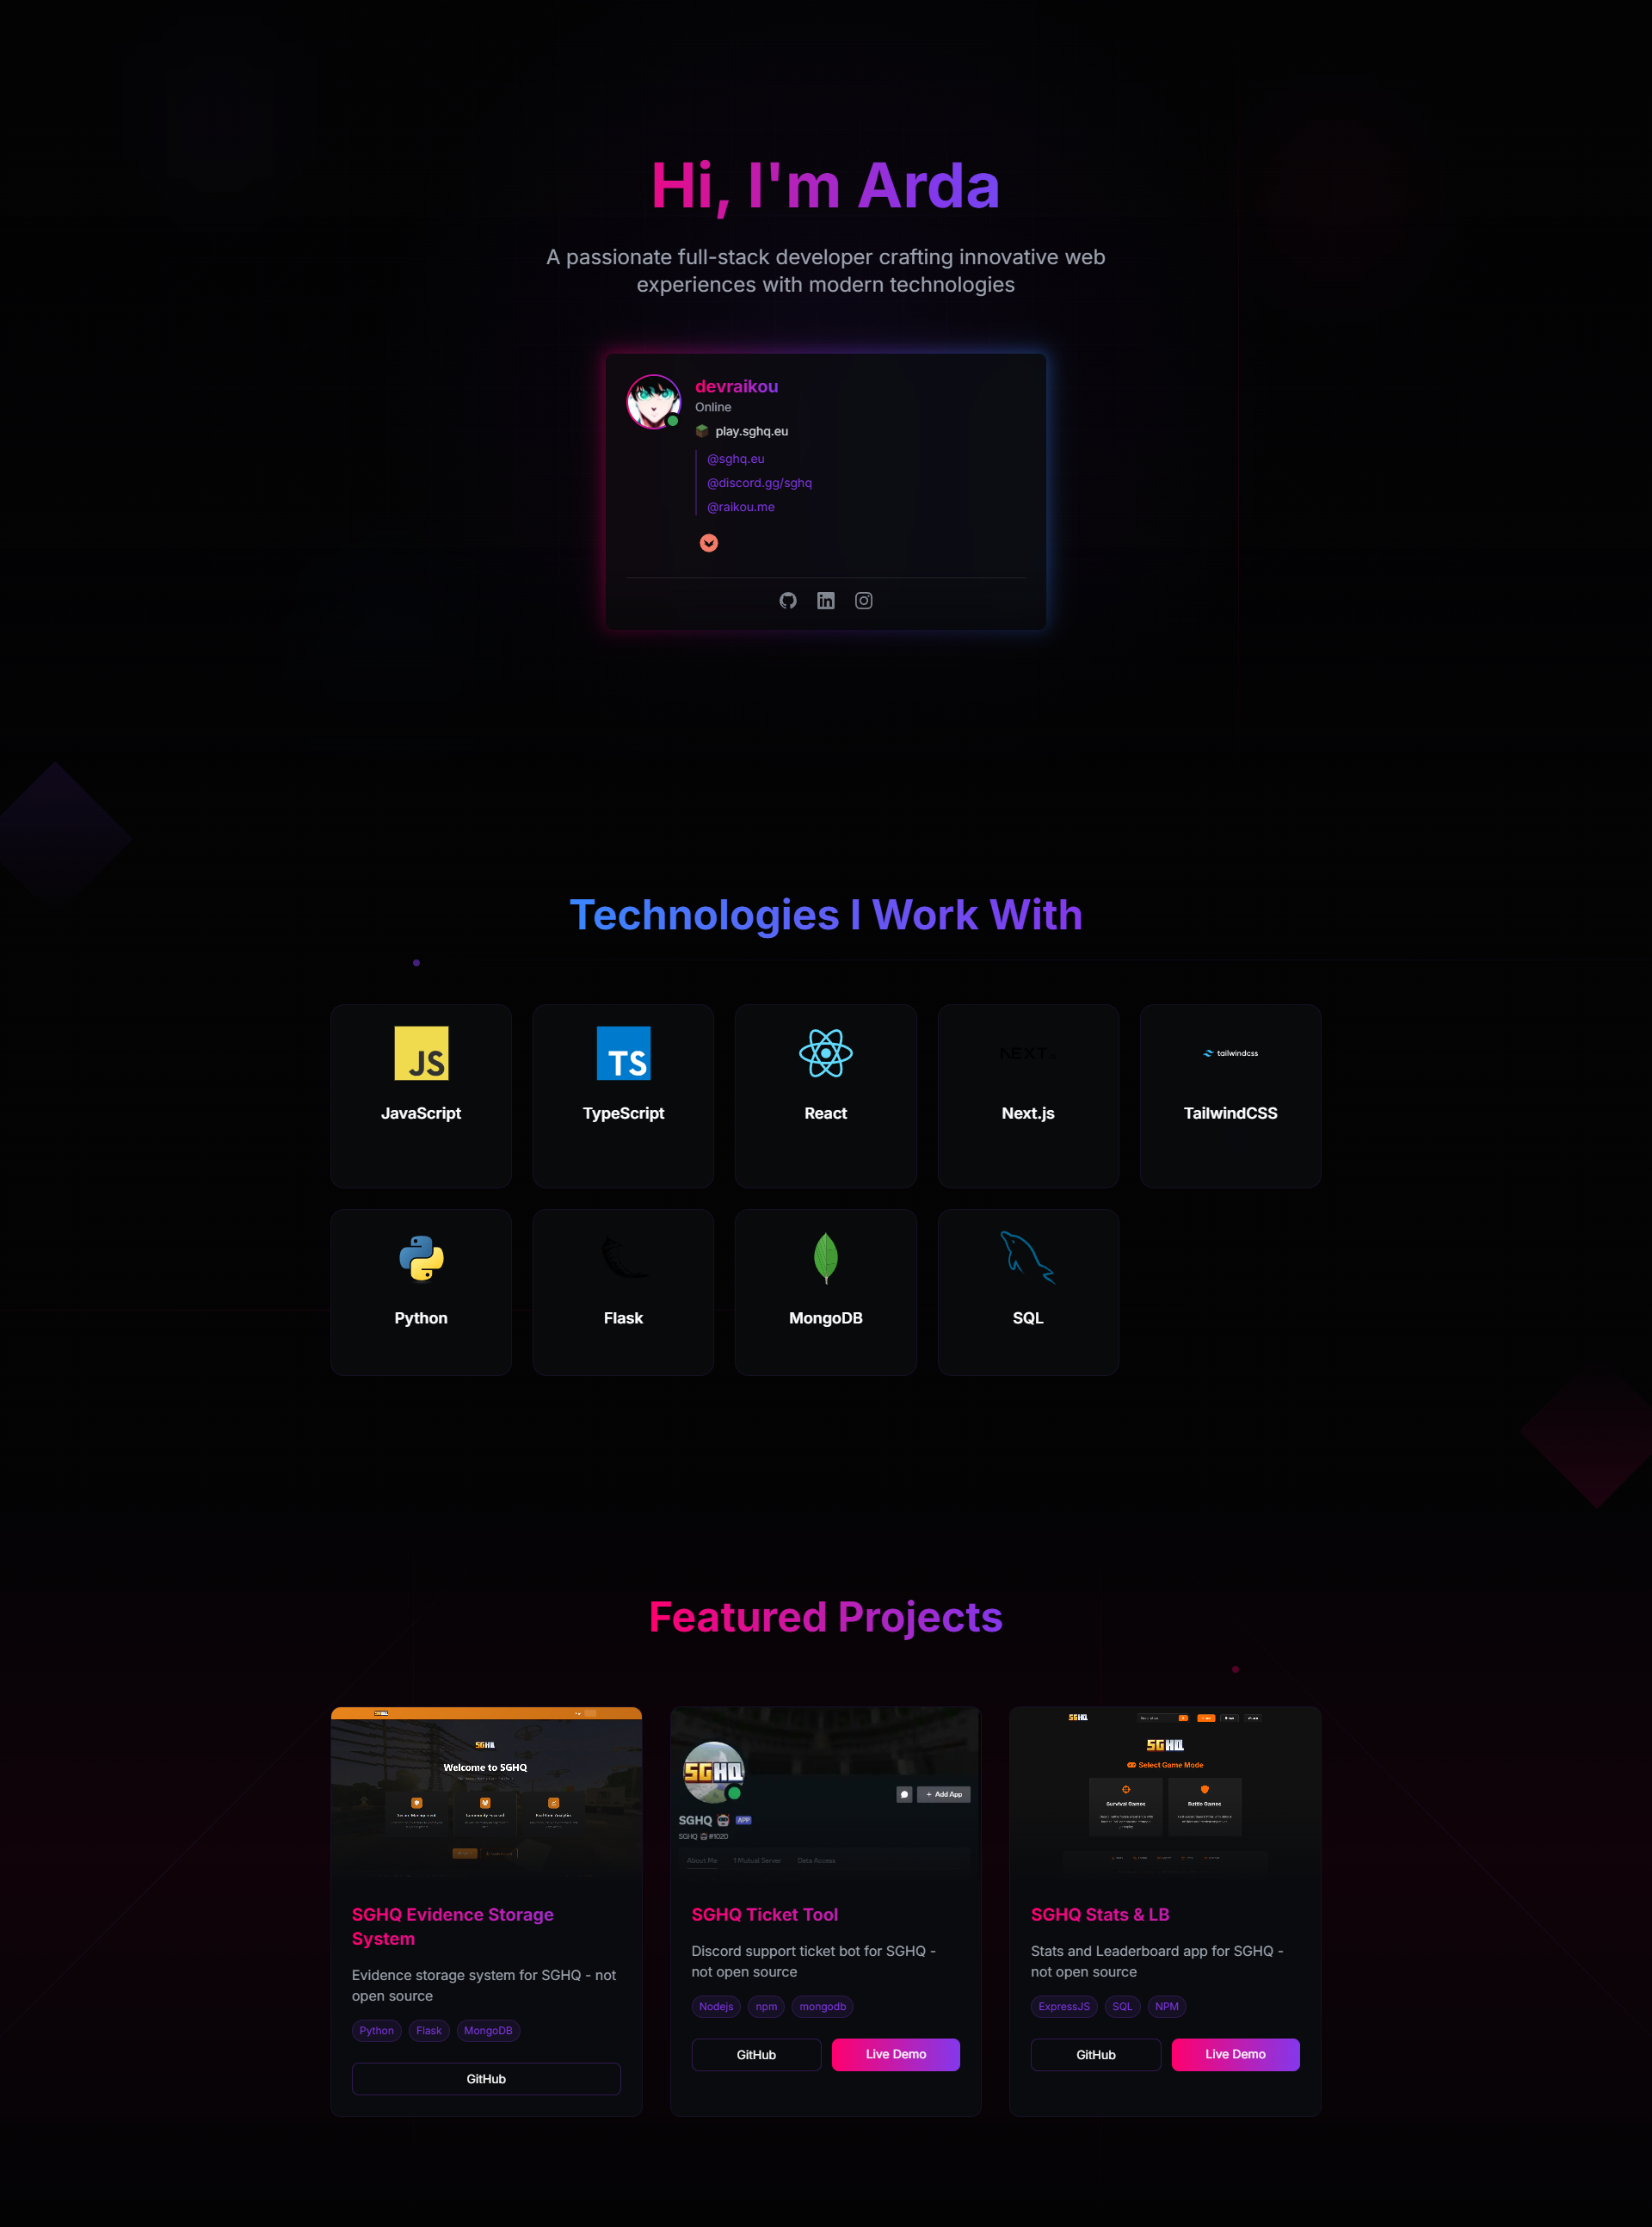 Hi, I'm Arda
A passionate full-stack developer crafting innovative web
experiences with modern technologies
devraikou
Online
play.sghq.eu
@sghq.eu
@discord.gg/sghq
@raikou.me
Technologies I Work With
JS
TS
NEXT
tailwindcss
JavaScript
TypeScript
React
Next.js
TailwindCSS
Python
Flask
MongoDB
SQL
Featured Projects
SGHQ
Welcome to SGHQ
SGHQ
Add App
SGHQ
APP
SGHQ #1020
About Me
1 Mutual Server
Data Access
SGHQ
SGHQ
Select Game Mode
Survival Games
Battle Games
SGHQ Evidence Storage
System
Evidence storage system for SGHQ - not
open source
Python
Flask
MongoDB
GitHub
SGHQ Ticket Tool
Discord support ticket bot for SGHQ -
not open source
Nodejs
npm
mongodb
GitHub
Live Demo
SGHQ Stats & LB
Stats and Leaderboard app for SGHQ -
not open source
ExpressJS
SQL
NPM
GitHub
Live Demo